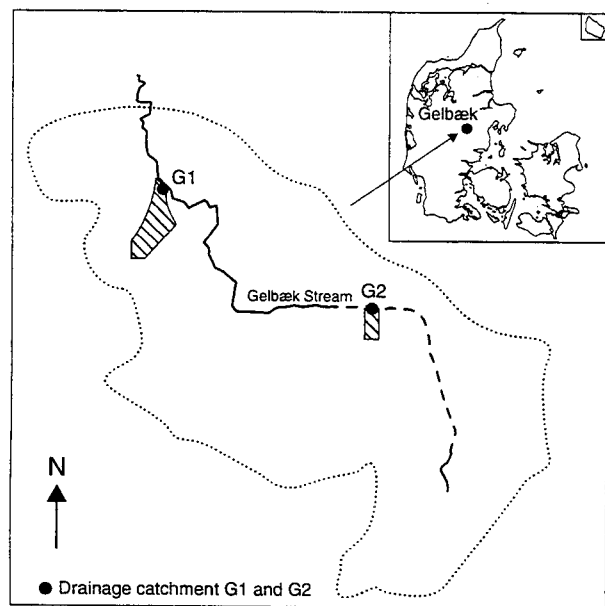 Gelbæk
G1
G2
Gelbæk Stream
N
Drainage catchment G1 and G2